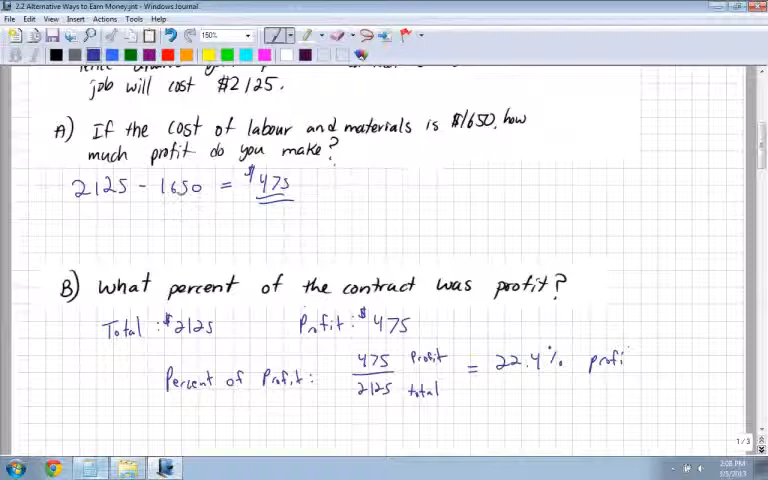 2.2 Alternative Ways to Earn Money.jnt - Windows Journal
File Edit View Insert Actions Tools Help
150%
job will cost $2125.
A) If the cost of labour and materials is $1650, how
much profit do you make?
2125 - 1650 = $475
B) What percent of the contract was profit?
Total: $2125 Profit: $475
Percent of Profit: 475 Profit = 22.4% profi
2125 total
1/3
2:08 PM